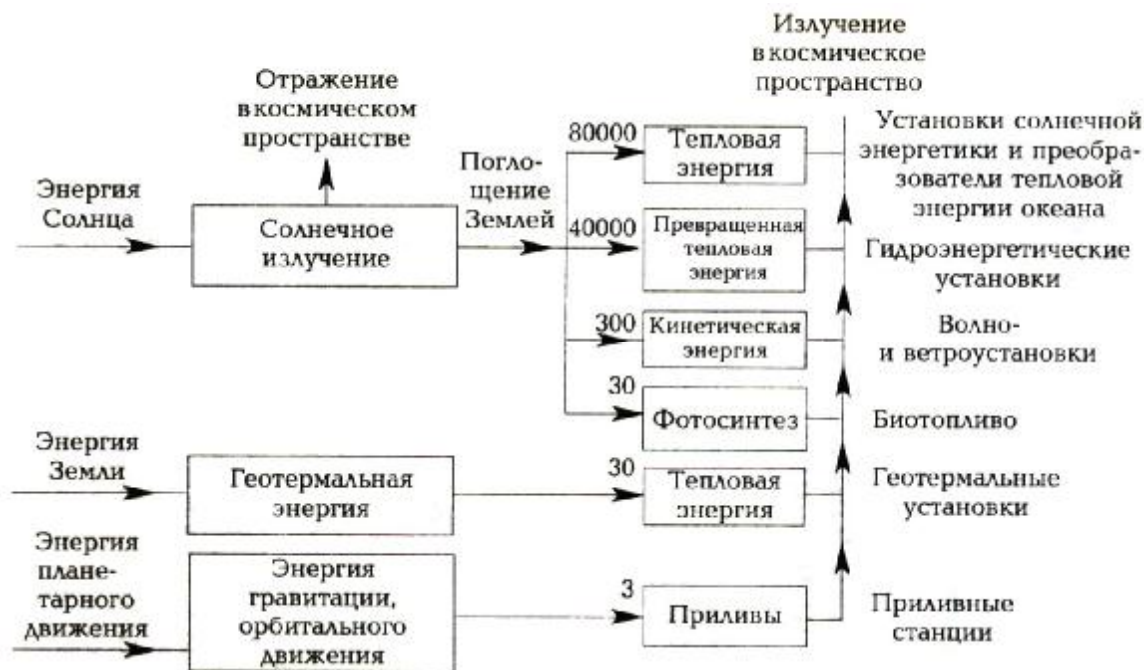 Излучение
в космическое
пространство
Отражение
в космическом
пространстве
Энергия
Солнца
Солнечное
излучение
Погло-
щение
Землей
80000
Тепловая
энергия
Установки солнечной
энергетики и преобра-
зователи тепловой
энергии океана
40000
Превращенная
тепловая
энергия
Гидроэнергетические
установки
300
Кинетическая
энергия
Волно-
и ветроустановки
30
Фотосинтез
Биотопливо
Энергия
Земли
Геотермальная
энергия
30
Тепловая
энергия
Геотермальные
установки
Энергия
плане-
тарного
движения
Энергия
гравитации,
орбитального
движения
3
Приливы
Приливные
станции